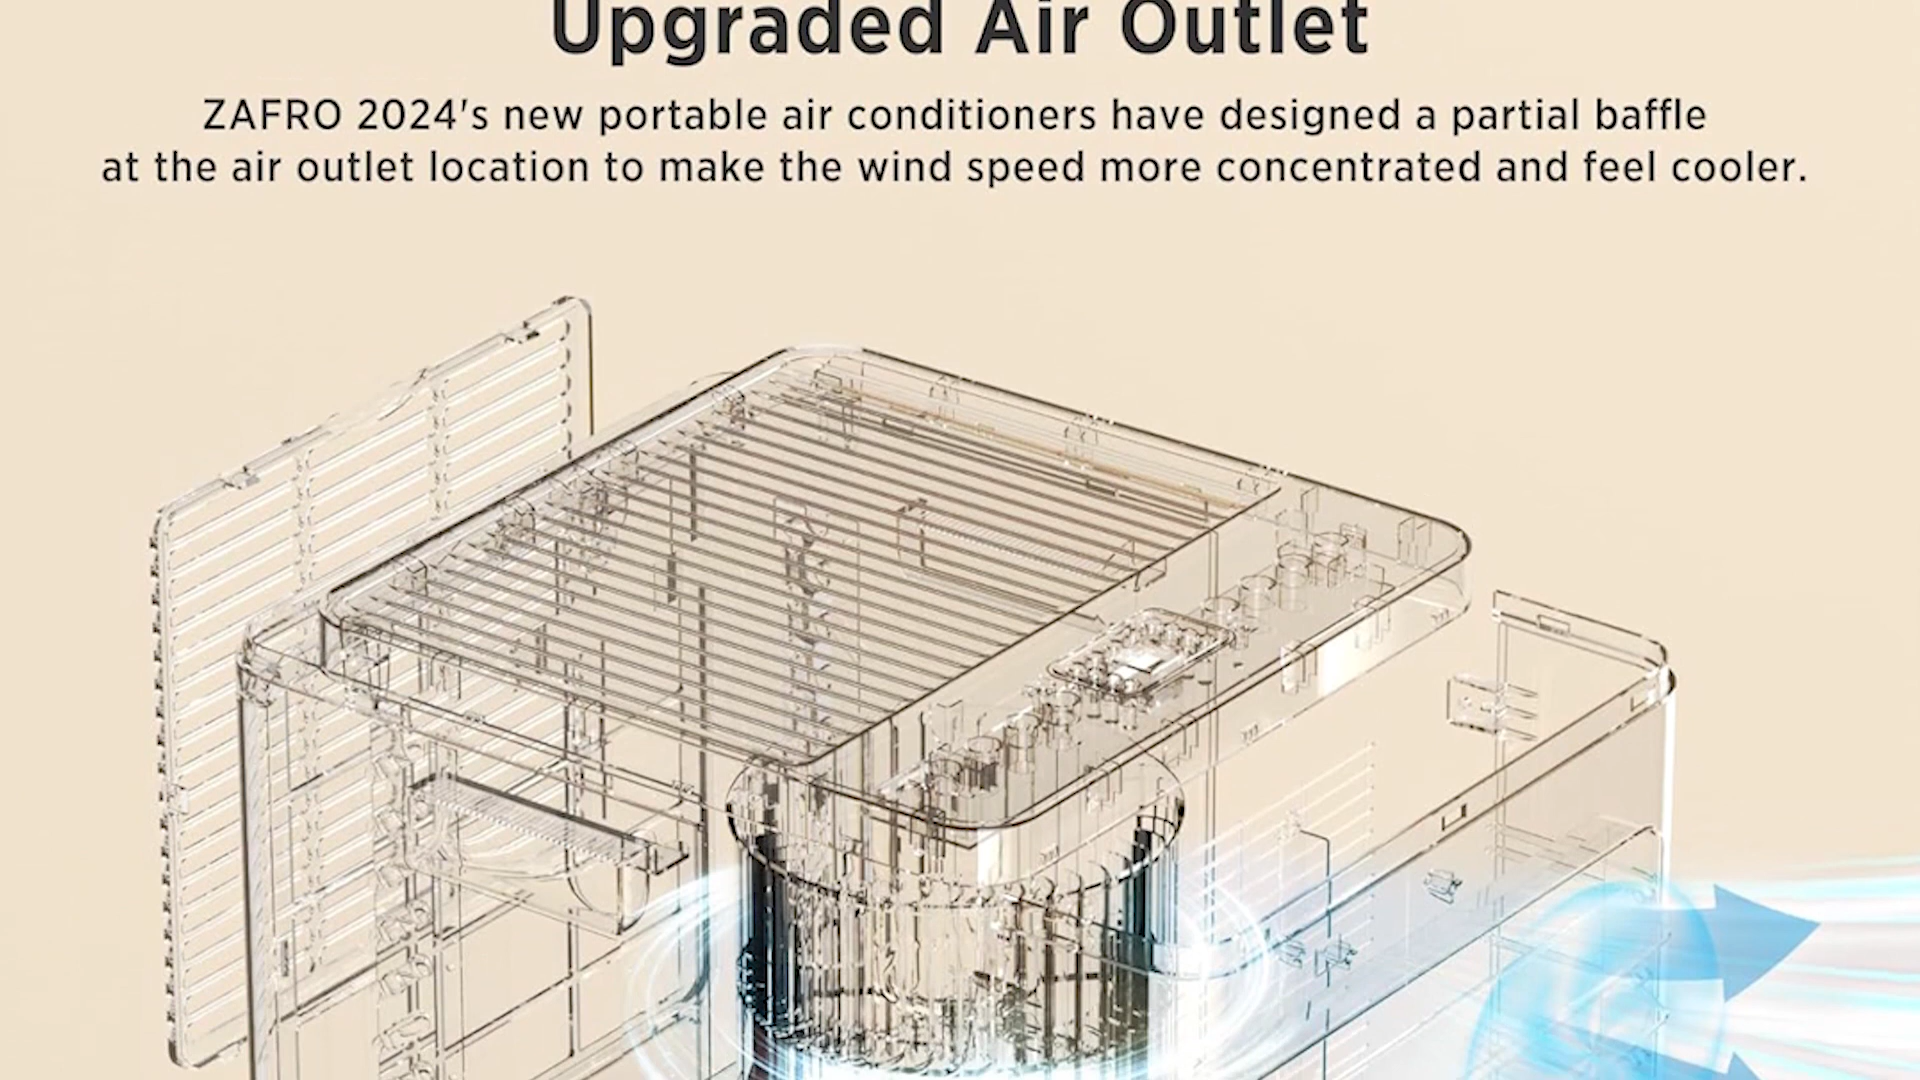 Upgraded Air Outlet
ZAFRO 2024's new portable air conditioners have designed a partial baffle
at the air outlet location to make the wind speed more concentrated and feel cooler.